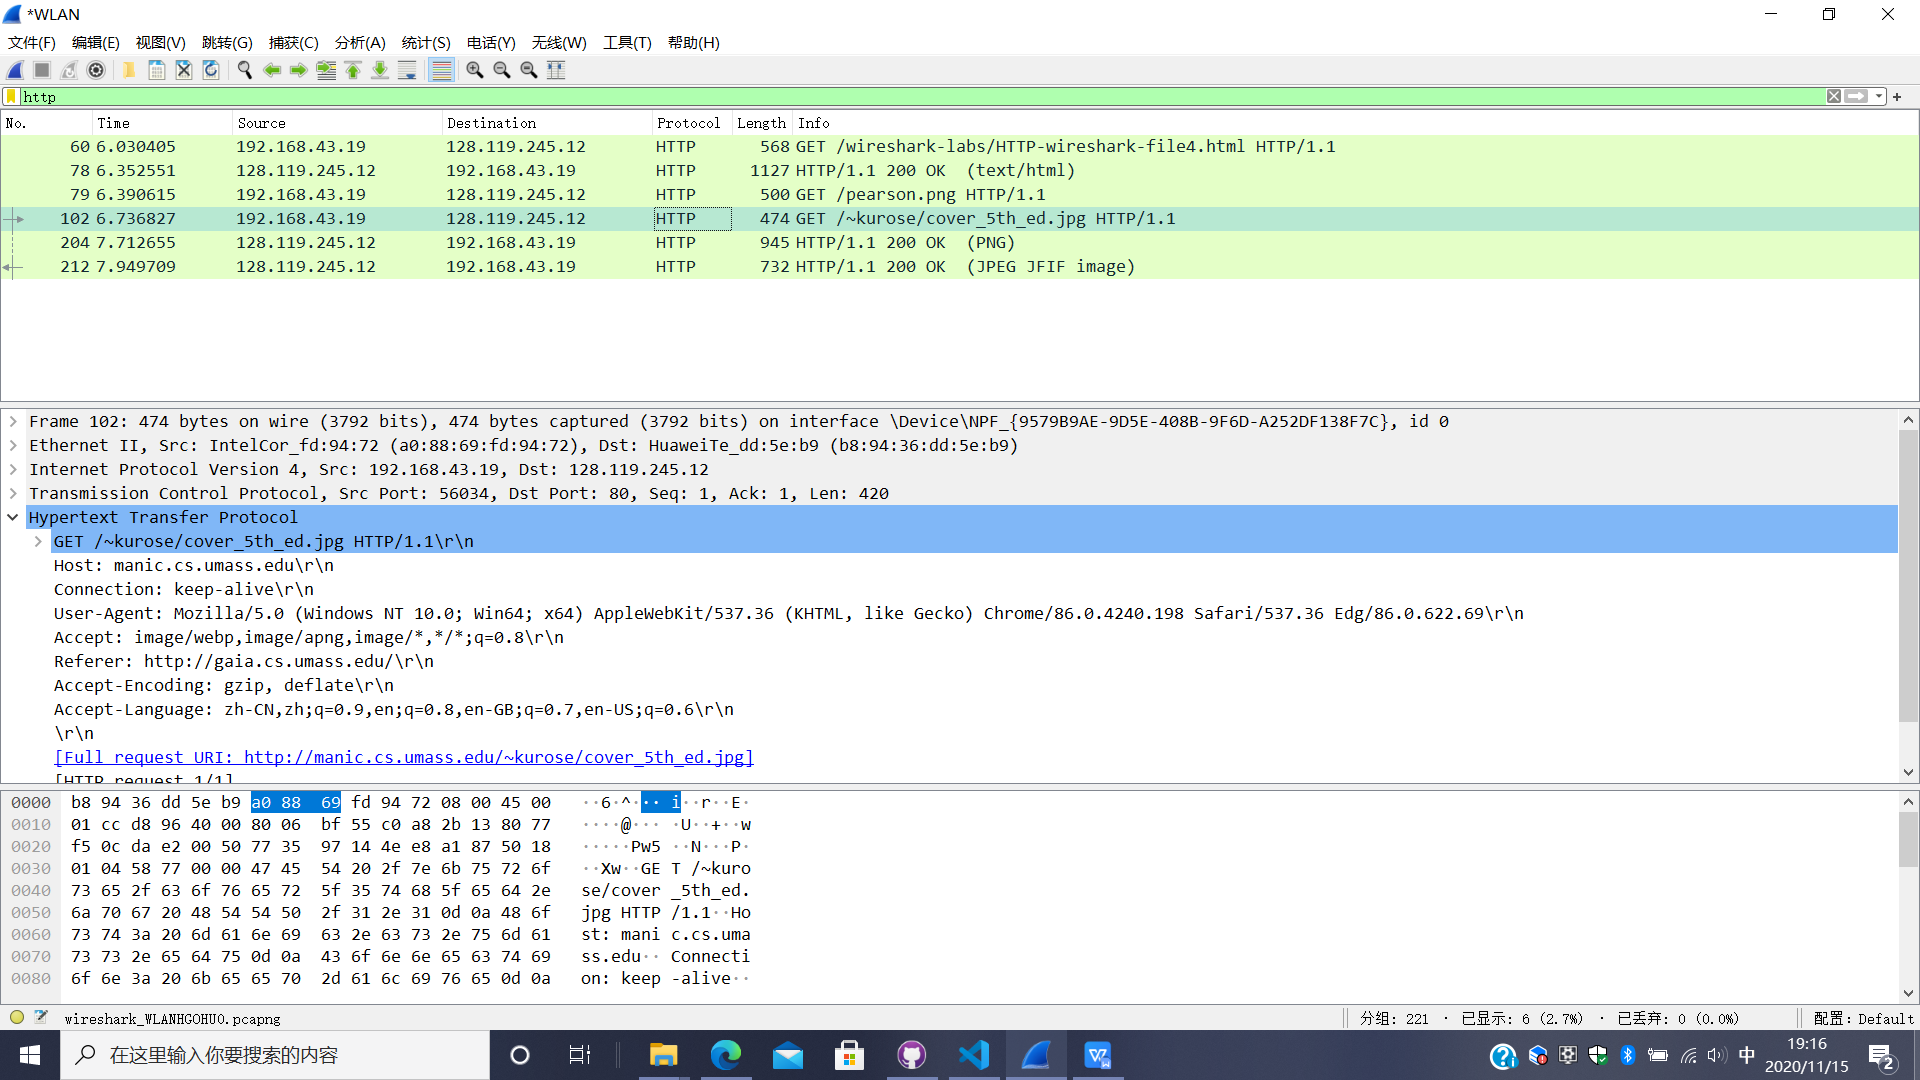 *WLAN
文件(F) 编辑(E) 视图(V) 跳转(G) 捕获(C) 分析(A) 统计(S) 电话(Y) 无线(W) 工具(T) 帮助(H)
http
No. Time Source Destination Protocol Length Info
60 6.030405 192.168.43.19 128.119.245.12 HTTP 568 GET /wireshark-labs/HTTP-wireshark-file4.html HTTP/1.1
78 6.352551 128.119.245.12 192.168.43.19 HTTP 1127 HTTP/1.1 200 OK (text/html)
79 6.390615 192.168.43.19 128.119.245.12 HTTP 500 GET /pearson.png HTTP/1.1
102 6.736827 192.168.43.19 128.119.245.12 HTTP 474 GET /~kurose/cover_5th_ed.jpg HTTP/1.1
204 7.712655 128.119.245.12 192.168.43.19 HTTP 945 HTTP/1.1 200 OK (PNG)
212 7.949709 128.119.245.12 192.168.43.19 HTTP 732 HTTP/1.1 200 OK (JPEG JFIF image)
Frame 102: 474 bytes on wire (3792 bits), 474 bytes captured (3792 bits) on interface \Device\NPF_{9579B9AE-9D5E-408B-9F6D-A252DF138F7C}, id 0
Ethernet II, Src: IntelCor_fd:94:72 (a0:88:69:fd:94:72), Dst: HuaweiTe_dd:5e:b9 (b8:94:36:dd:5e:b9)
Internet Protocol Version 4, Src: 192.168.43.19, Dst: 128.119.245.12
Transmission Control Protocol, Src Port: 56034, Dst Port: 80, Seq: 1, Ack: 1, Len: 420
Hypertext Transfer Protocol
GET /~kurose/cover_5th_ed.jpg HTTP/1.1\r\n
Host: manic.cs.umass.edu\r\n
Connection: keep-alive\r\n
User-Agent: Mozilla/5.0 (Windows NT 10.0; Win64; x64) AppleWebKit/537.36 (KHTML, like Gecko) Chrome/86.0.4240.198 Safari/537.36 Edg/86.0.622.69\r\n
Accept: image/webp,image/apng,image/*,*/*;q=0.8\r\n
Referer: http://gaia.cs.umass.edu/\r\n
Accept-Encoding: gzip, deflate\r\n
Accept-Language: zh-CN,zh;q=0.9,en;q=0.8,en-GB;q=0.7,en-US;q=0.6\r\n
\r\n
[Full request URI: http://manic.cs.umass.edu/~kurose/cover_5th_ed.jpg]
[HTTP request 1/1]
0000 b8 94 36 dd 5e b9 a0 88 69 fd 94 72 08 00 45 00 ··6·^··· i··r··E·
0010 01 cc d8 96 40 00 80 06 bf 55 c0 a8 2b 13 80 77 ····@··· ·U··+··w
0020 f5 0c da e2 00 50 77 35 97 14 4e e8 a1 87 50 18 ·····Pw5 ··N···P·
0030 01 04 58 77 00 00 47 45 54 20 2f 7e 6b 75 72 6f ··Xw··GE T /~kuro
0040 73 65 2f 63 6f 76 65 72 5f 35 74 68 5f 65 64 2e se/cover _5th_ed.
0050 6a 70 67 20 48 54 54 50 2f 31 2e 31 0d 0a 48 6f jpg HTTP /1.1··Ho
0060 73 74 3a 20 6d 61 6e 69 63 2e 63 73 2e 75 6d 61 st: mani c.cs.uma
0070 73 73 2e 65 64 75 0d 0a 43 6f 6e 6e 65 63 74 69 ss.edu·· Connecti
0080 6f 6e 3a 20 6b 65 65 70 2d 61 6c 69 76 65 0d 0a on: keep -alive··
wireshark_WLANHGOHU0.pcapng 分组: 221 · 已显示: 6 (2.7%) · 已丢弃: 0 (0.0%) 配置: Default
在这里输入你要搜索的内容 中 19:16
2020/11/15 2